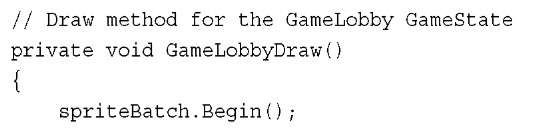 // Draw method for the GameLobby GameState
private void GameLobbyDraw()
{
    spriteBatch.Begin();